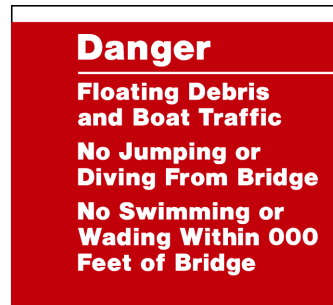 Danger
Floating Debris
and Boat Traffic
No Jumping or
Diving From Bridge
No Swimming or
Wading Within 000
Feet of Bridge